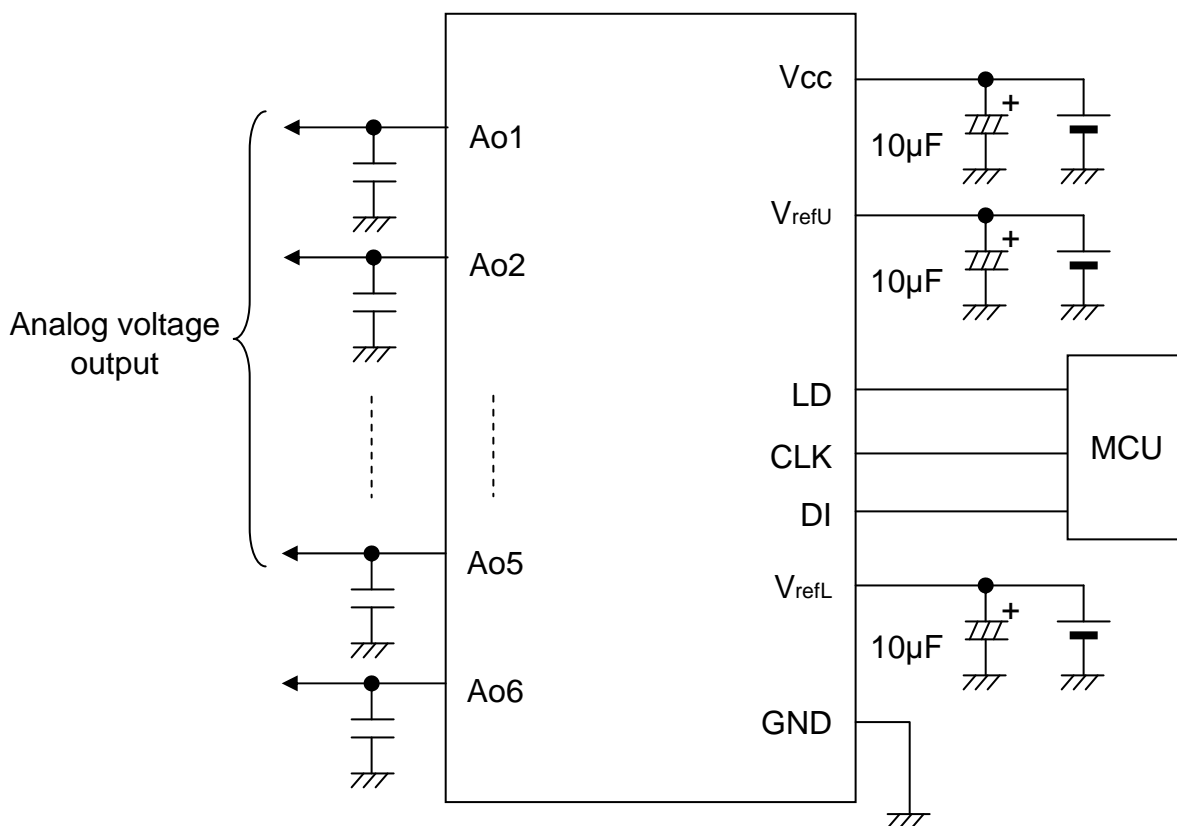 Vcc
+
10µF
Ao1
VrefU
+
10µF
Ao2
Analog voltage
output
LD
CLK
MCU
DI
Ao5
VrefL
+
10µF
Ao6
GND